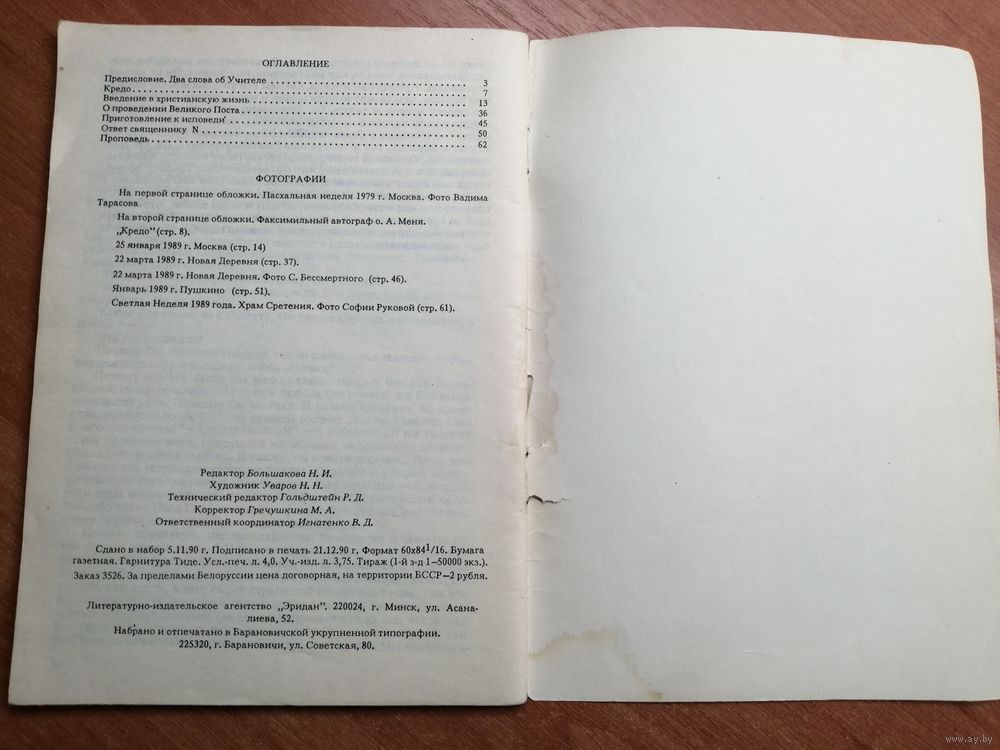 ОГЛАВЛЕНИЕ
Предисловие. Два слова об Учителе . . . . . . . . . . . . . . . . . . . . . . . . . . . . . . 3
Кредо . . . . . . . . . . . . . . . . . . . . . . . . . . . . . . 7
Введение в христианскую жизнь . . . . . . . . . . . . . . . . . . . . . . . . . . . . . . 13
О проведении Великого Поста . . . . . . . . . . . . . . . . . . . . . . . . . . . . . . 36
Приготовление к исповеди . . . . . . . . . . . . . . . . . . . . . . . . . . . . . . 45
Ответ священнику N . . . . . . . . . . . . . . . . . . . . . . . . . . . . . . 50
Проповедь . . . . . . . . . . . . . . . . . . . . . . . . . . . . . . 62
ФОТОГРАФИИ
На первой странице обложки. Пасхальная неделя 1979 г. Москва. Фото Вадима
Тарасова
На второй странице обложки. Факсимильный автограф о. А. Меня.
„Кредо" (стр. 8).
25 января 1989 г. Москва (стр. 14)
22 марта 1989 г. Новая Деревня (стр. 37).
22 марта 1989 г. Новая Деревня. Фото С. Бессмертного (стр. 46).
Январь 1989 г. Пушкино (стр. 51).
Светлая Неделя 1989 года. Храм Сретения. Фото Софии Руковой (стр. 61).
Редактор Большакова Н. И.
Художник Уваров Н. Н.
Технический редактор Гольдштейн Р. Д.
Корректор Гречушкина М. А.
Ответственный координатор Игнатенко В. Д.
Сдано в набор 5.11.90 г. Подписано в печать 21.12.90 г. Формат 60x84 1/16. Бумага
газетная. Гарнитура Тиде. Усл.-печ. л. 4,0. Уч.-изд. л. 3,75. Тираж (1-й з-д 1—50000 экз.).
Заказ 3526. За пределами Белоруссии цена договорная, на территории БССР—2 рубля.
Литературно-издательское агентство „Эридан". 220024, г. Минск, ул. Асана-
лиева, 52.
Набрано и отпечатано в Барановичской укрупненной типографии.
225320, г. Барановичи, ул. Советская, 80.
www.ay.by